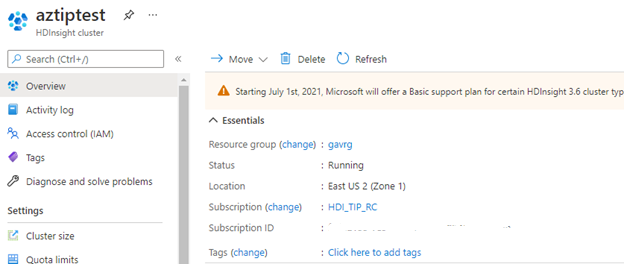 aztiptest
HDInsight cluster
Search (Ctrl+/)
Overview
Activity log
Access control (IAM)
Tags
Diagnose and solve problems
Settings
Cluster size
Quota limits
Move
Delete
Refresh
Starting July 1st, 2021, Microsoft will offer a Basic support plan for certain HDInsight 3.6 cluster typ
Essentials
Resource group (change) : gavrg
Status : Running
Location : East US 2 (Zone 1)
Subscription (change) : HDI_TIP_RC
Subscription ID :
Tags (change) : Click here to add tags